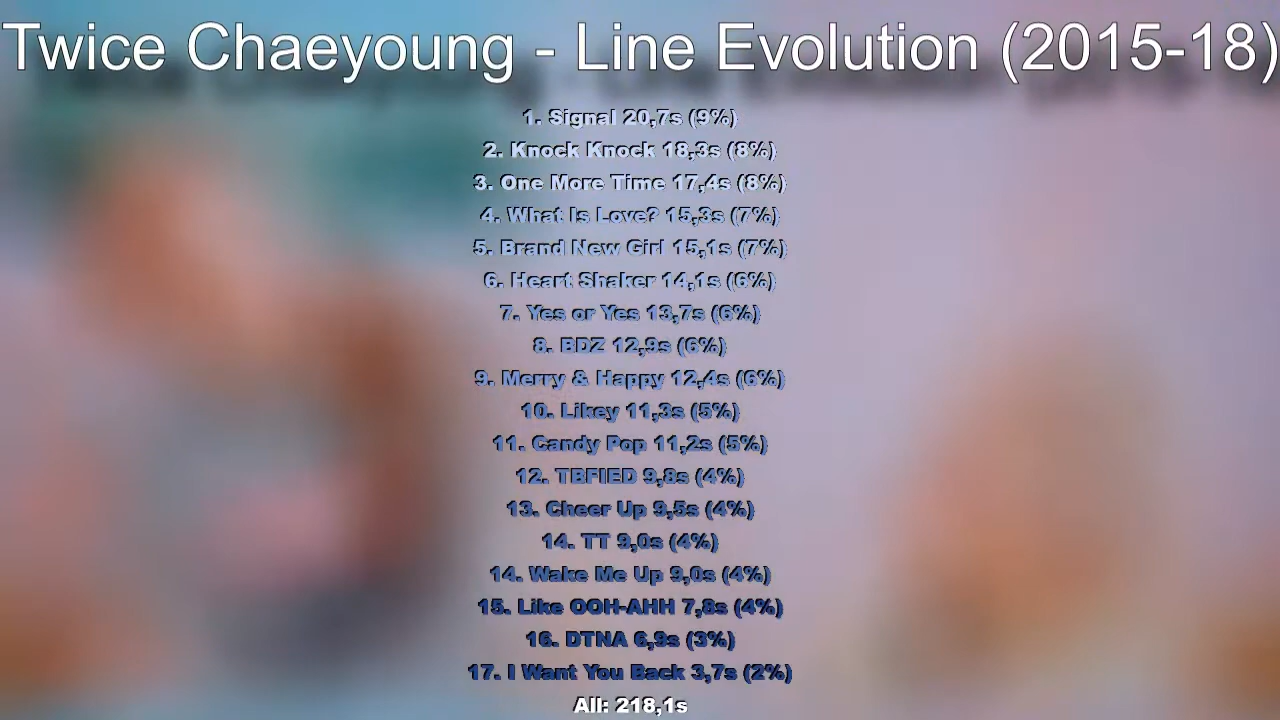 Twice Chaeyoung - Line Evolution (2015-18)
1. Signal 20,7s (9%)
2. Knock Knock 18,3s (8%)
3. One More Time 17,4s (8%)
4. What Is Love? 15,3s (7%)
5. Brand New Girl 15,1s (7%)
6. Heart Shaker 14,1s (6%)
7. Yes or Yes 13,7s (6%)
8. BDZ 12,9s (6%)
9. Merry & Happy 12,4s (6%)
10. Likey 11,3s (5%)
11. Candy Pop 11,2s (5%)
12. TBFIED 9,8s (4%)
13. Cheer Up 9,5s (4%)
14. TT 9,0s (4%)
14. Wake Me Up 9,0s (4%)
15. Like OOH-AHH 7,8s (4%)
16. DTNA 6,9s (3%)
17. I Want You Back 3,7s (2%)
All: 218,1s